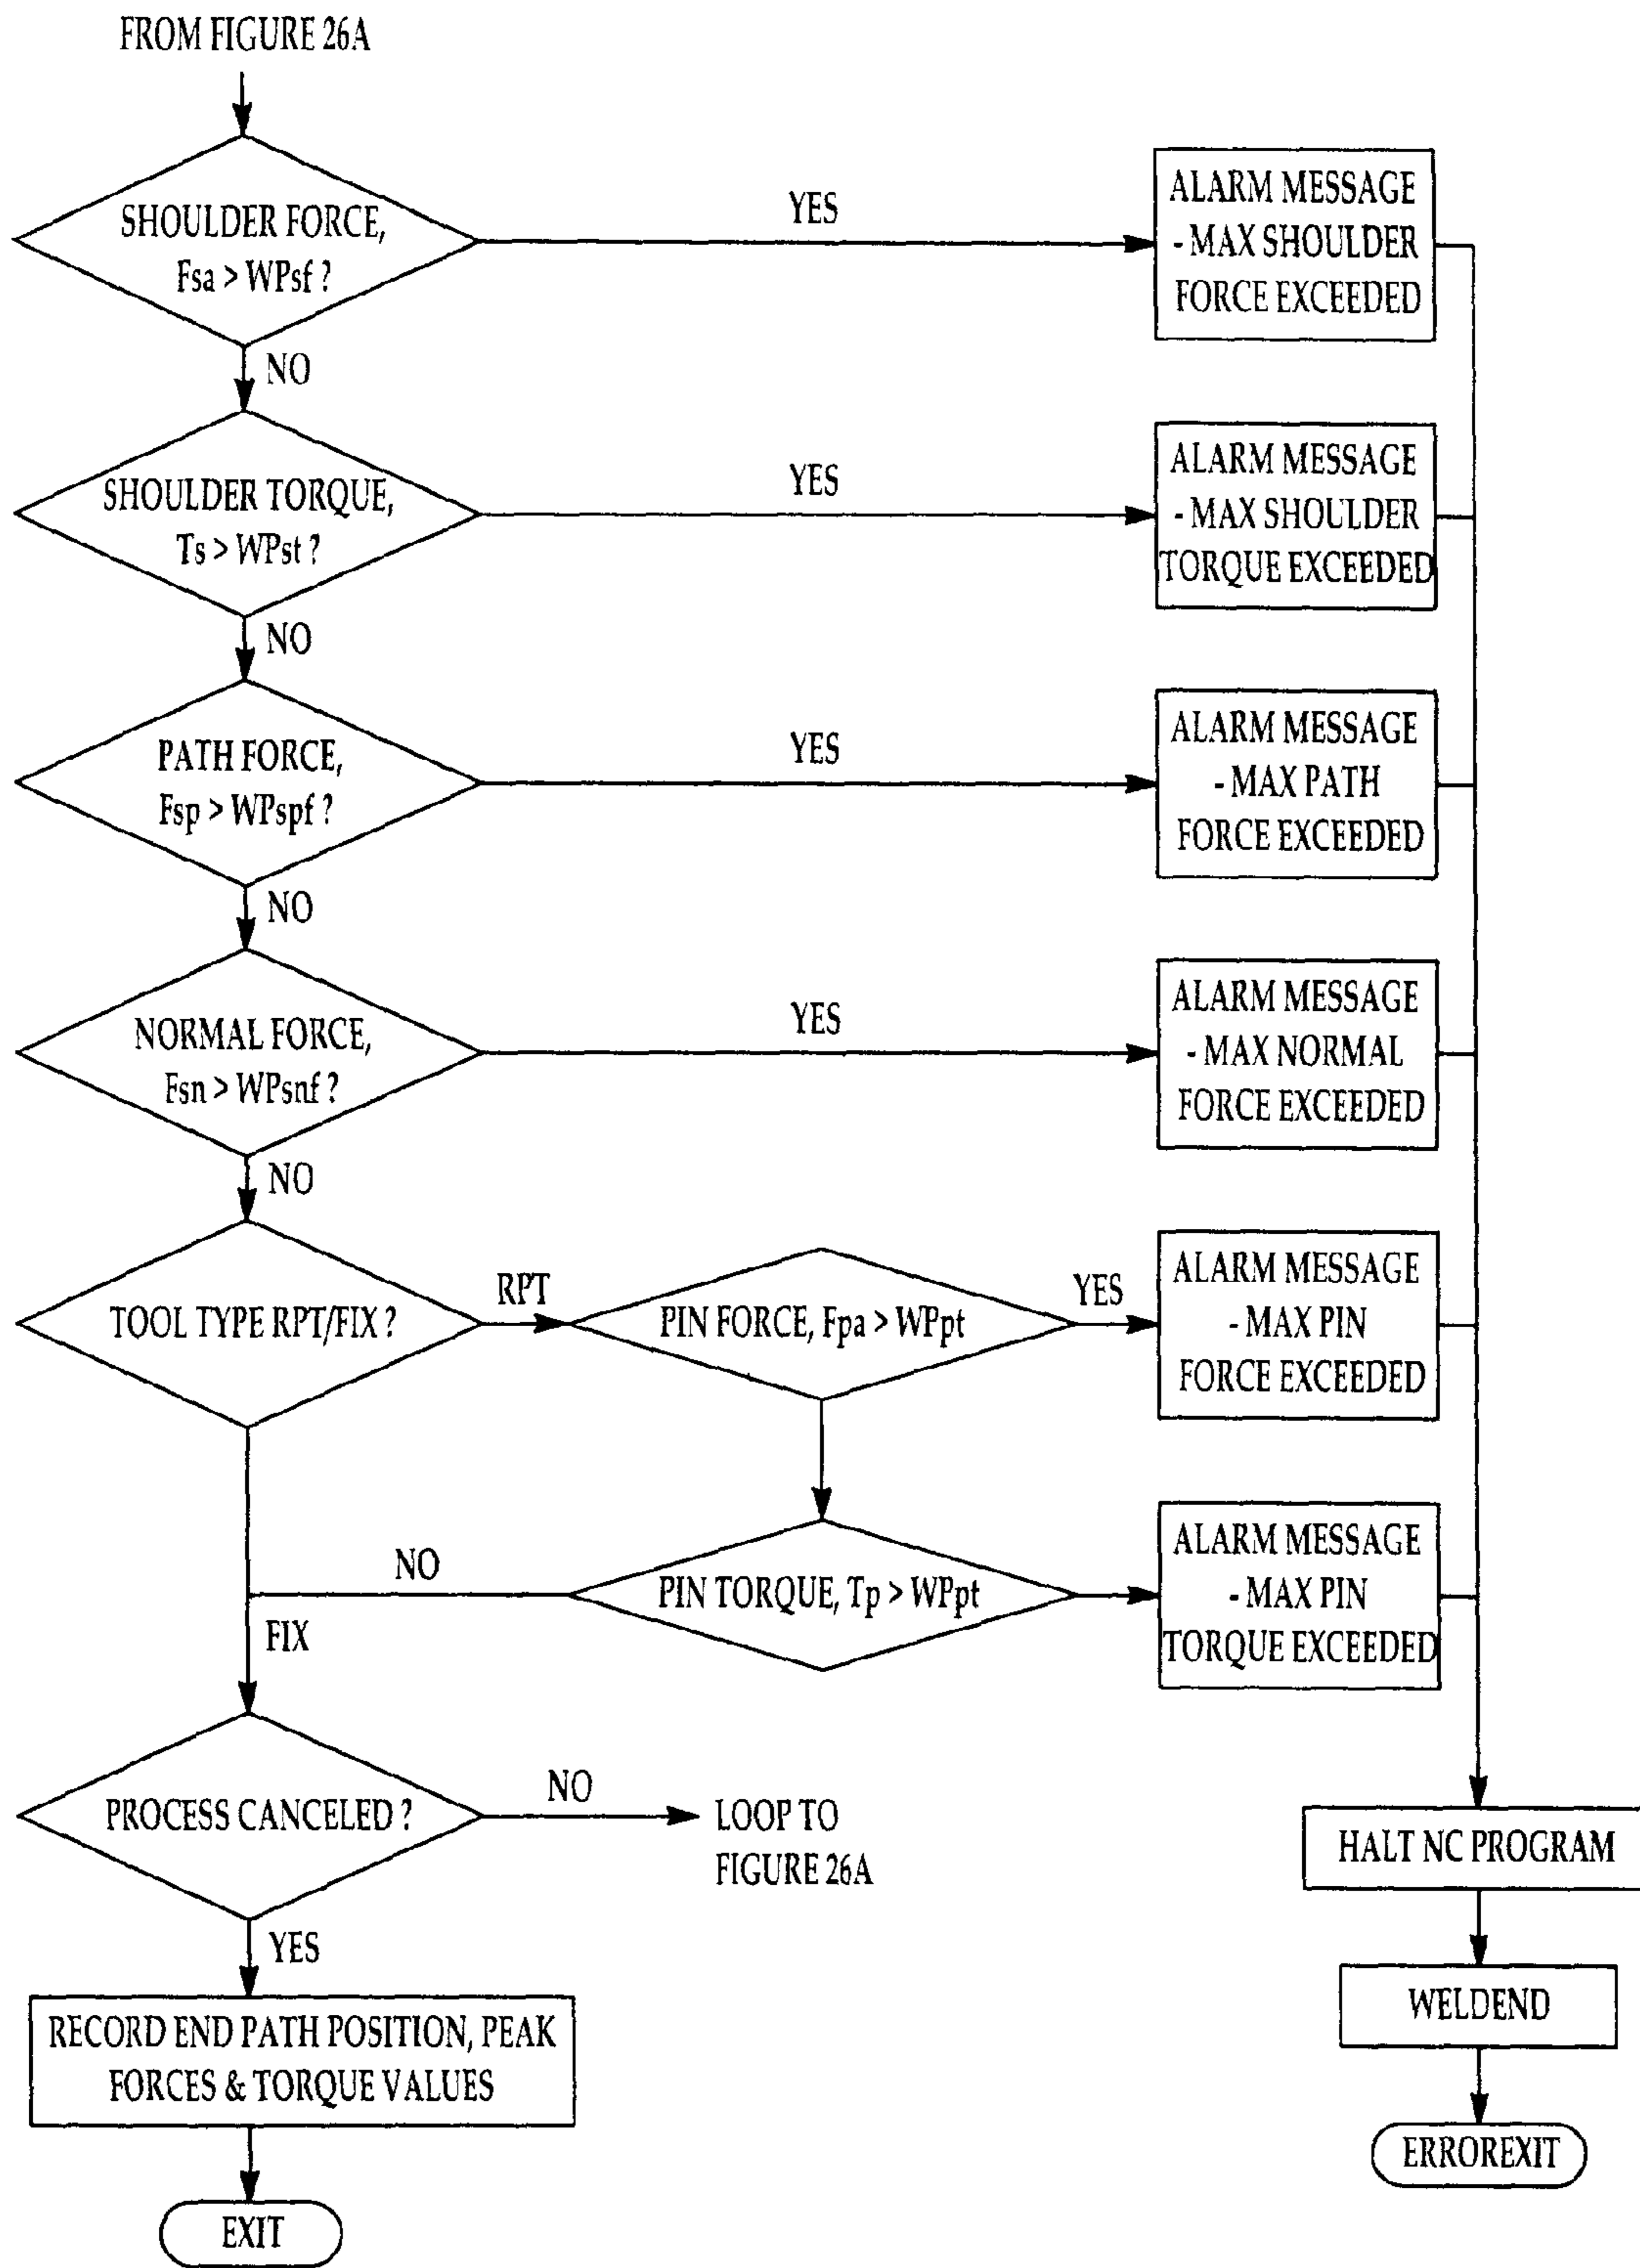 FROM FIGURE 26A
SHOULDER FORCE,
Fsa > WPsf ?
YES
ALARM MESSAGE
- MAX SHOULDER
FORCE EXCEEDED
NO
SHOULDER TORQUE,
Ts > WPst ?
YES
ALARM MESSAGE
- MAX SHOULDER
TORQUE EXCEEDED
NO
PATH FORCE,
Fsp > WPspf ?
YES
ALARM MESSAGE
- MAX PATH
FORCE EXCEEDED
NO
NORMAL FORCE,
Fsn > WPsnf ?
YES
ALARM MESSAGE
- MAX NORMAL
FORCE EXCEEDED
NO
TOOL TYPE RPT/FIX ?
RPT
PIN FORCE, Fpa > WPpt
YES
ALARM MESSAGE
- MAX PIN
FORCE EXCEEDED
NO
PIN TORQUE, Tp > WPpt
ALARM MESSAGE
- MAX PIN
TORQUE EXCEEDED
FIX
PROCESS CANCELED ?
NO
LOOP TO
FIGURE 26A
HALT NC PROGRAM
YES
WELDEND
RECORD END PATH POSITION, PEAK
FORCES & TORQUE VALUES
ERROREXIT
EXIT